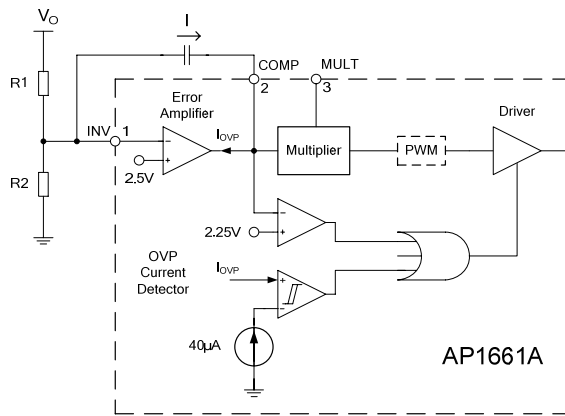 VO
I
COMP
MULT
2
3
R1
Error
Amplifier
Driver
INV
1
IOVP
Multiplier
PWM
2.5V
R2
2.25V
OVP
Current
Detector
IOVP
40μA
AP1661A